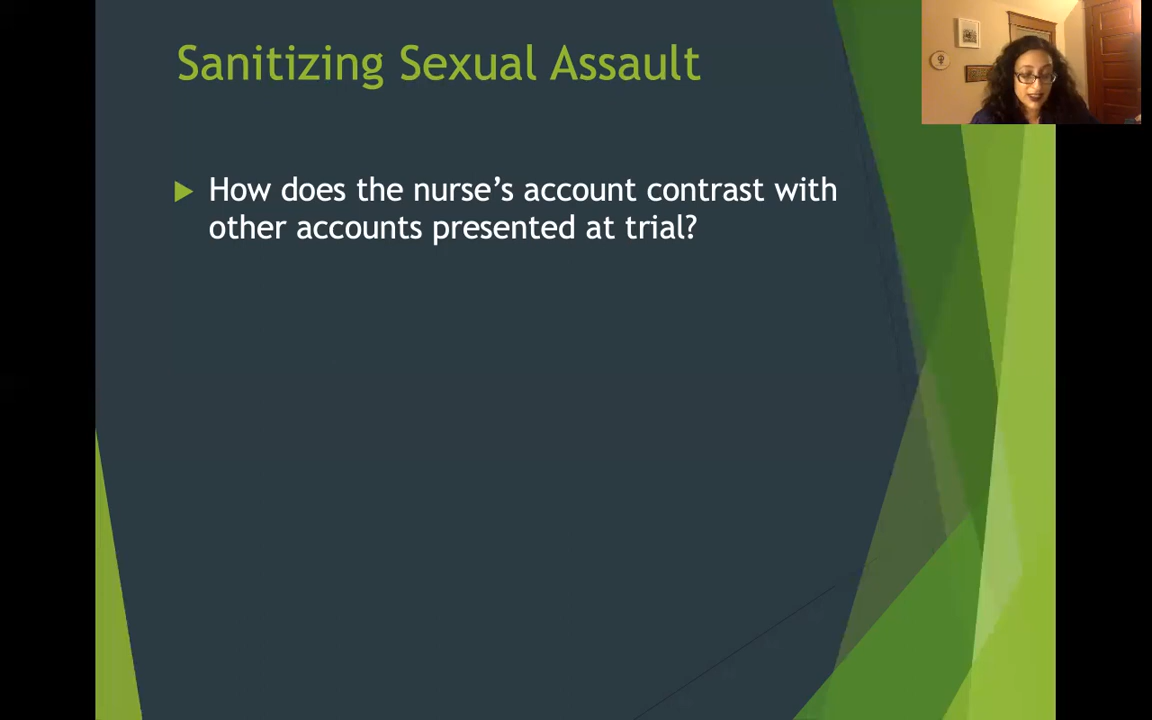 Sanitizing Sexual Assault
How does the nurse’s account contrast with
other accounts presented at trial?